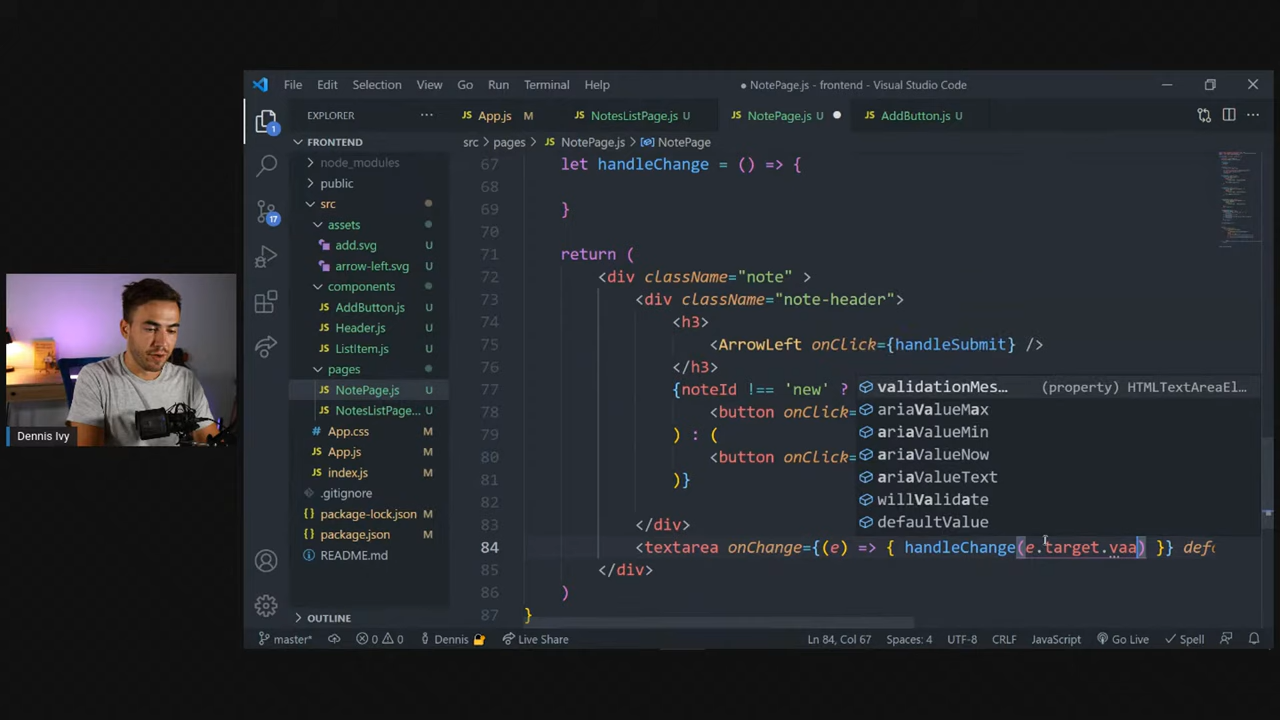 File Edit Selection View Go Run Terminal Help
NotePage.js - frontend - Visual Studio Code
EXPLORER
JS App.js M
JS NotesListPage.js U
JS NotePage.js U
JS AddButton.js U
src > pages > JS NotePage.js > NotePage
FRONTEND
node_modules
public
src
assets
add.svg U
arrow-left.svg U
components
JS AddButton.js U
JS Header.js U
JS ListItem.js U
pages
JS NotePage.js U
JS NotesListPage... U
# App.css M
JS App.js M
JS index.js M
.gitignore
package-lock.json M
package.json M
README.md
OUTLINE
1
17
67 let handleChange = () => {
68
69 }
70
71 return (
72 <div className="note" >
73 <div className="note-header">
74 <h3>
75 <ArrowLeft onClick={handleSubmit} />
76 </h3>
77 {noteId !== 'new' ?
78 <button onClick=
79 ) : (
80 <button onClick=
81 )}
82
83 </div>
84 <textarea onChange={(e) => { handleChange(e.target.vaa) }}
85 </div>
86 )
87 }
validationMes... (property) HTMLTextAreaEl...
ariaValueMax
ariaValueMin
ariaValueNow
ariaValueText
willValidate
defaultValue
Dennis Ivy
master* 0 0 Dennis Live Share Ln 84, Col 67 Spaces: 4 UTF-8 CRLF JavaScript Go Live Spell